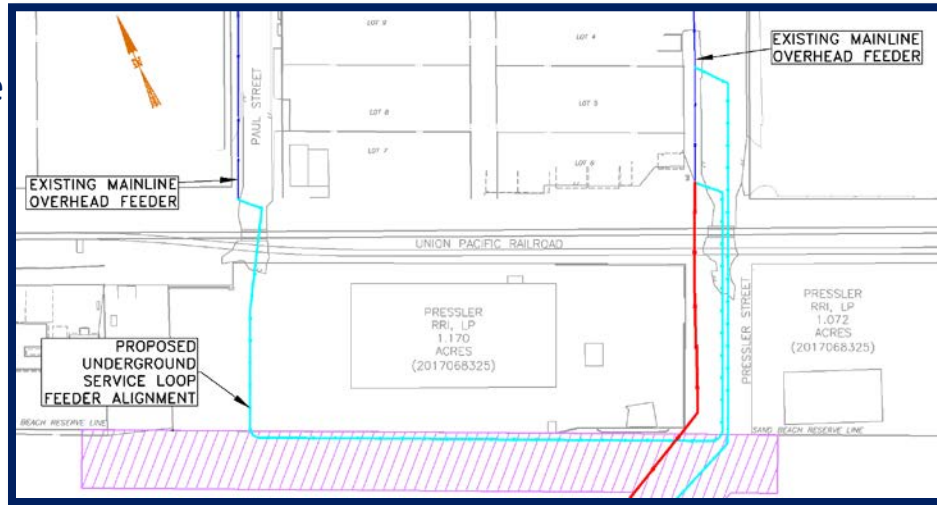 e
LOT 9
LOT 4
EXISTING MAINLINE
OVERHEAD FEEDER
PAUL STREET
LOT 8
LOT 5
LOT 7
LOT 6
EXISTING MAINLINE
OVERHEAD FEEDER
UNION PACIFIC RAILROAD
PRESSLER
RRI, LP
1.170
ACRES
(2017068325)
PRESSLER STREET
PRESSLER
RRI, LP
1.072
ACRES
(2017068325)
PROPOSED
UNDERGROUND
SERVICE LOOP
FEEDER ALIGNMENT
BEACH RESERVE LINE
SAND BEACH RESERVE LINE